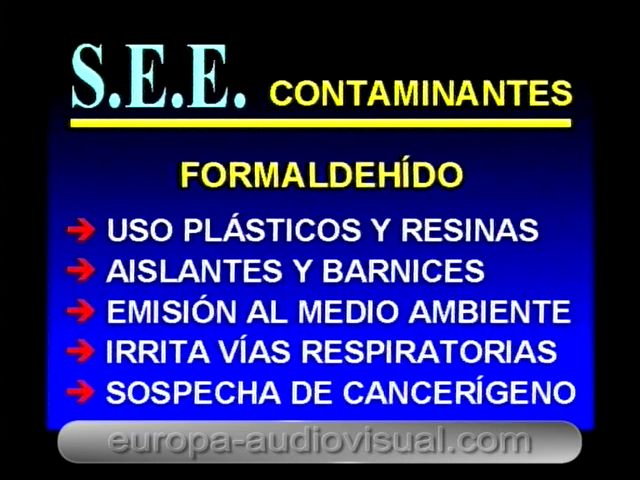 S.E.E. CONTAMINANTES
FORMALDEHÍDO
USO PLÁSTICOS Y RESINAS
AISLANTES Y BARNICES
EMISIÓN AL MEDIO AMBIENTE
IRRITA VÍAS RESPIRATORIAS
SOSPECHA DE CANCERÍGENO
europa-audiovisual.com